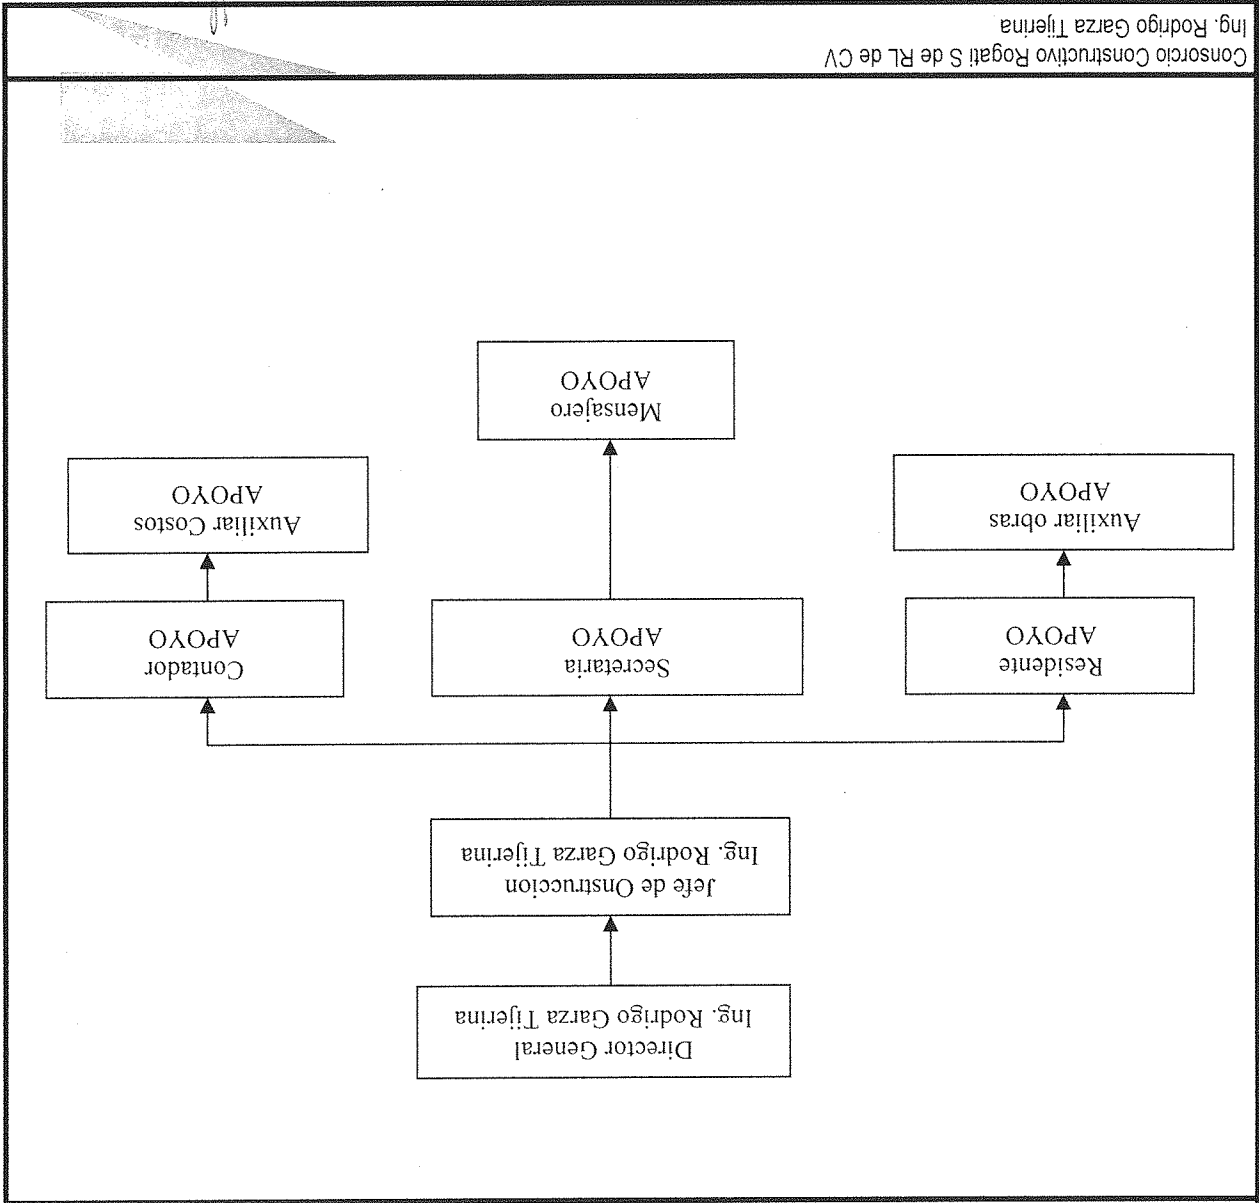 Director General
Ing. Rodrigo Garza Tijerina
Jefe de Onstruccion
Ing. Rodrigo Garza Tijerina
Residente
APOYO
Secretaria
APOYO
Contador
APOYO
Auxiliar obras
APOYO
Auxiliar Costos
APOYO
Mensajero
APOYO
Consorcio Constructivo Rogati S de RL de CV
Ing. Rodrigo Garza Tijerina